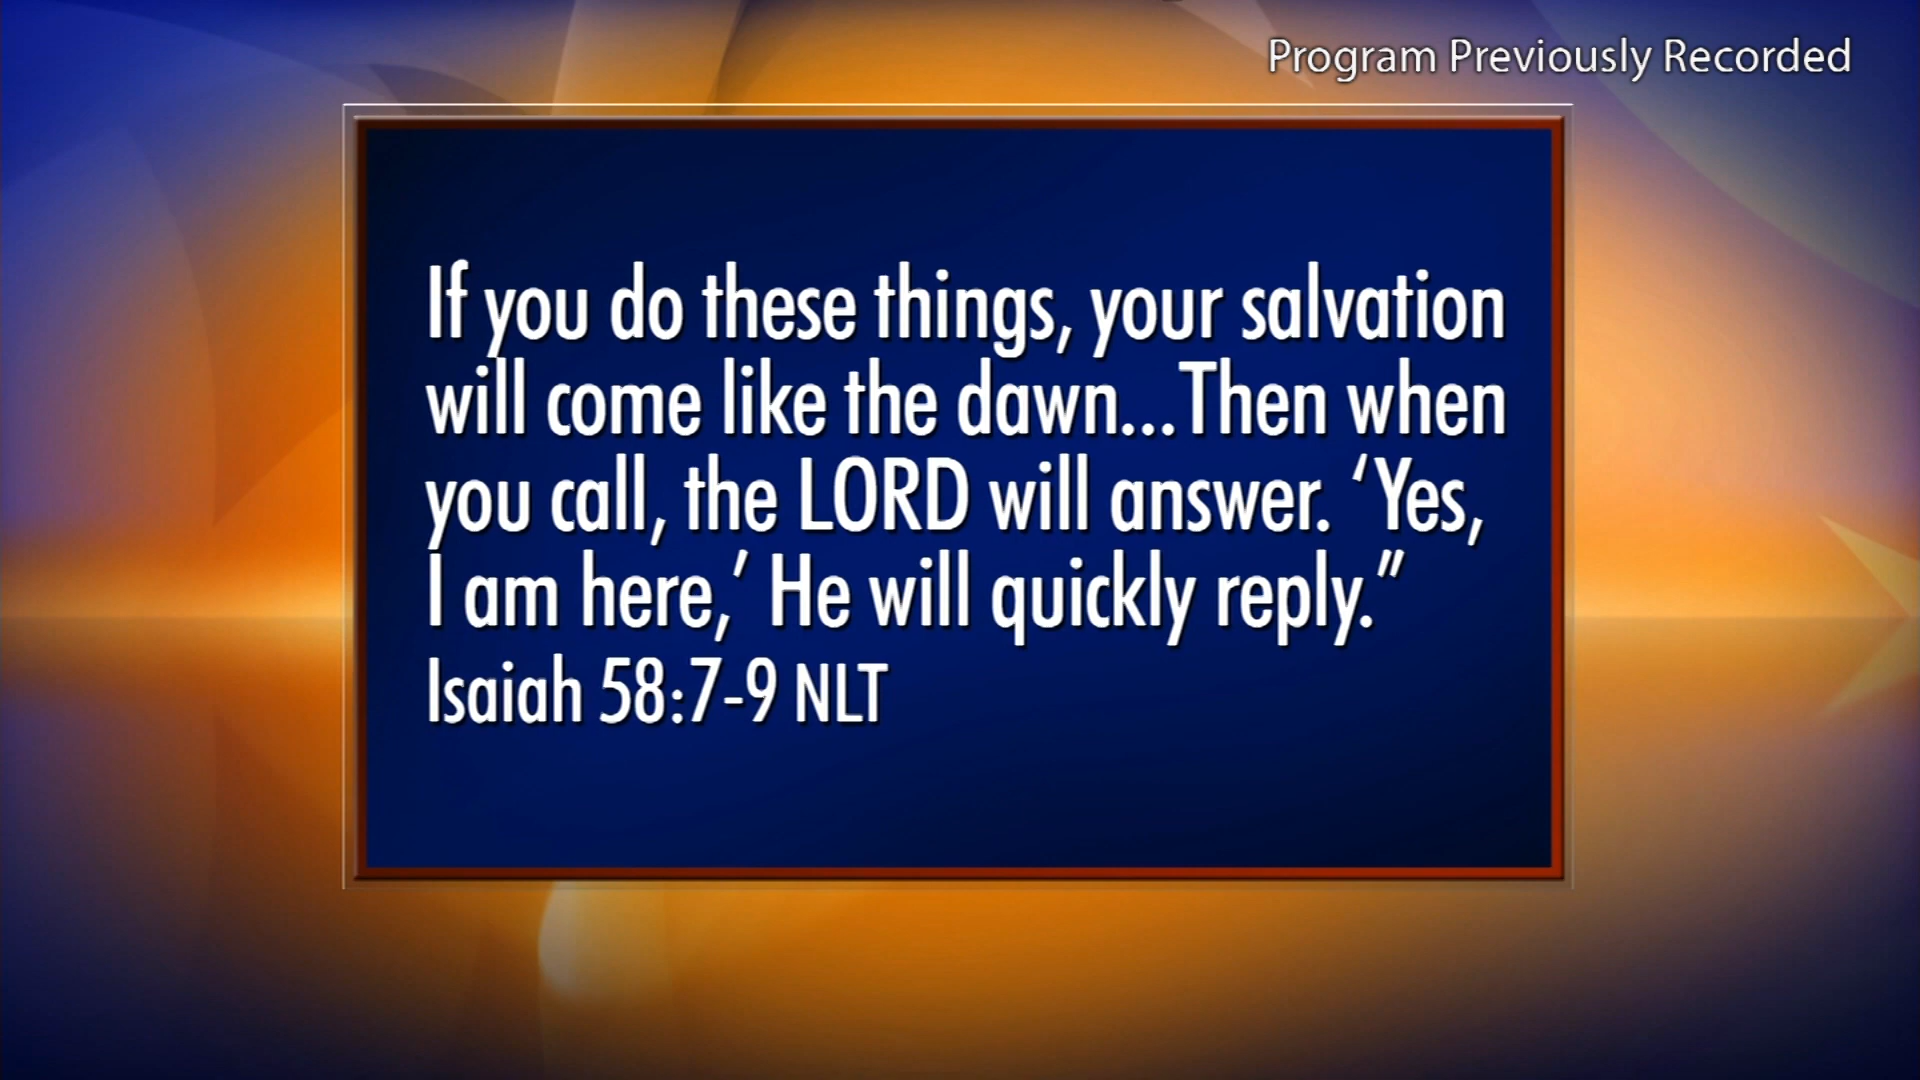 Program Previously Recorded
If you do these things, your salvation
will come like the dawn...Then when
you call, the LORD will answer. ‘Yes,
I am here,’ He will quickly reply.”
Isaiah 58:7-9 NLT